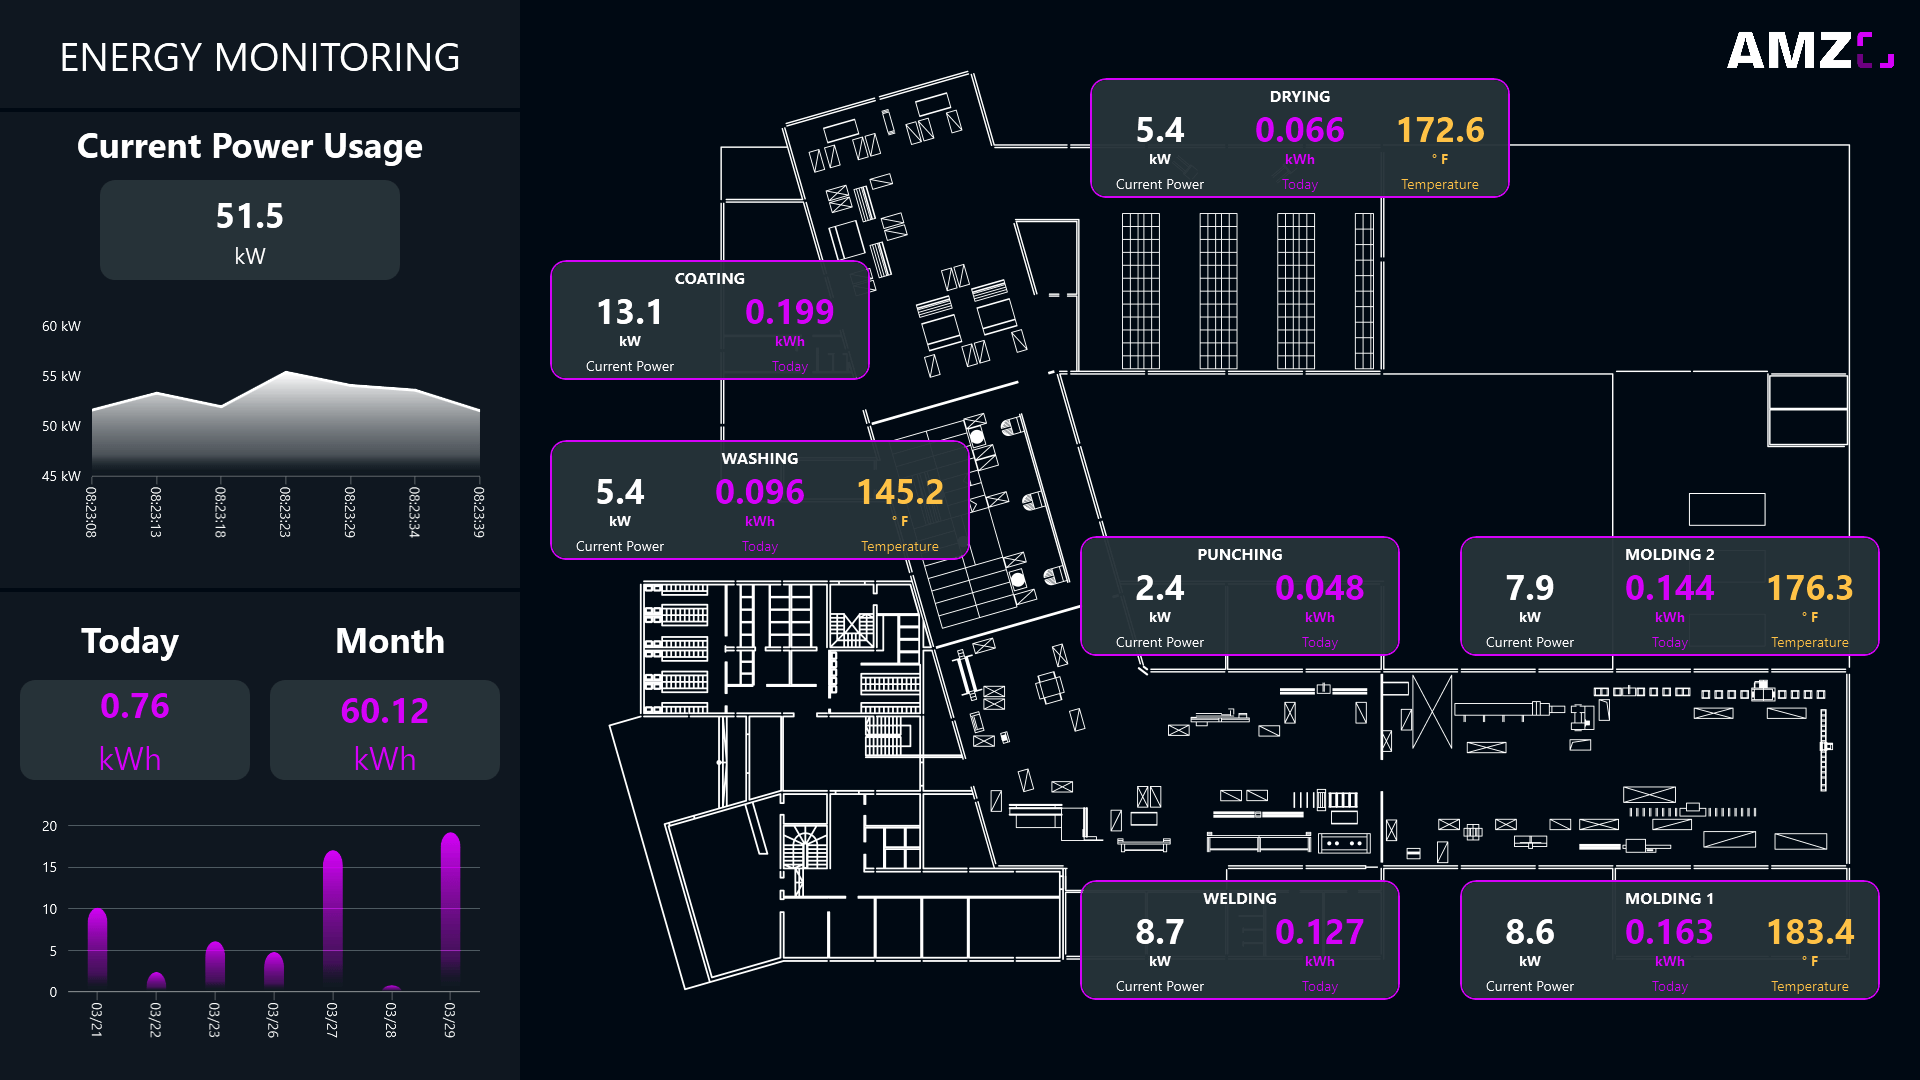 ENERGY MONITORING
Current Power Usage
51.5
kW
60 kW
55 kW
50 kW
45 kW
08:23:08 08:23:13 08:23:18 08:23:23 08:23:29 08:23:34 08:23:39
Today Month
0.76 60.12
kWh kWh
20
15
10
5
0
03/21 03/22 03/23 03/26 03/27 03/28 03/29
AMZ
DRYING
5.4 0.066 172.6
kW kWh ° F
Current Power Today Temperature
COATING
13.1 0.199
kW kWh
Current Power Today
WASHING
5.4 0.096 145.2
kW kWh ° F
Current Power Today Temperature
PUNCHING
2.4 0.048
kW kWh
Current Power Today
MOLDING 2
7.9 0.144 176.3
kW kWh ° F
Current Power Today Temperature
WELDING
8.7 0.127
kW kWh
Current Power Today
MOLDING 1
8.6 0.163 183.4
kW kWh ° F
Current Power Today Temperature